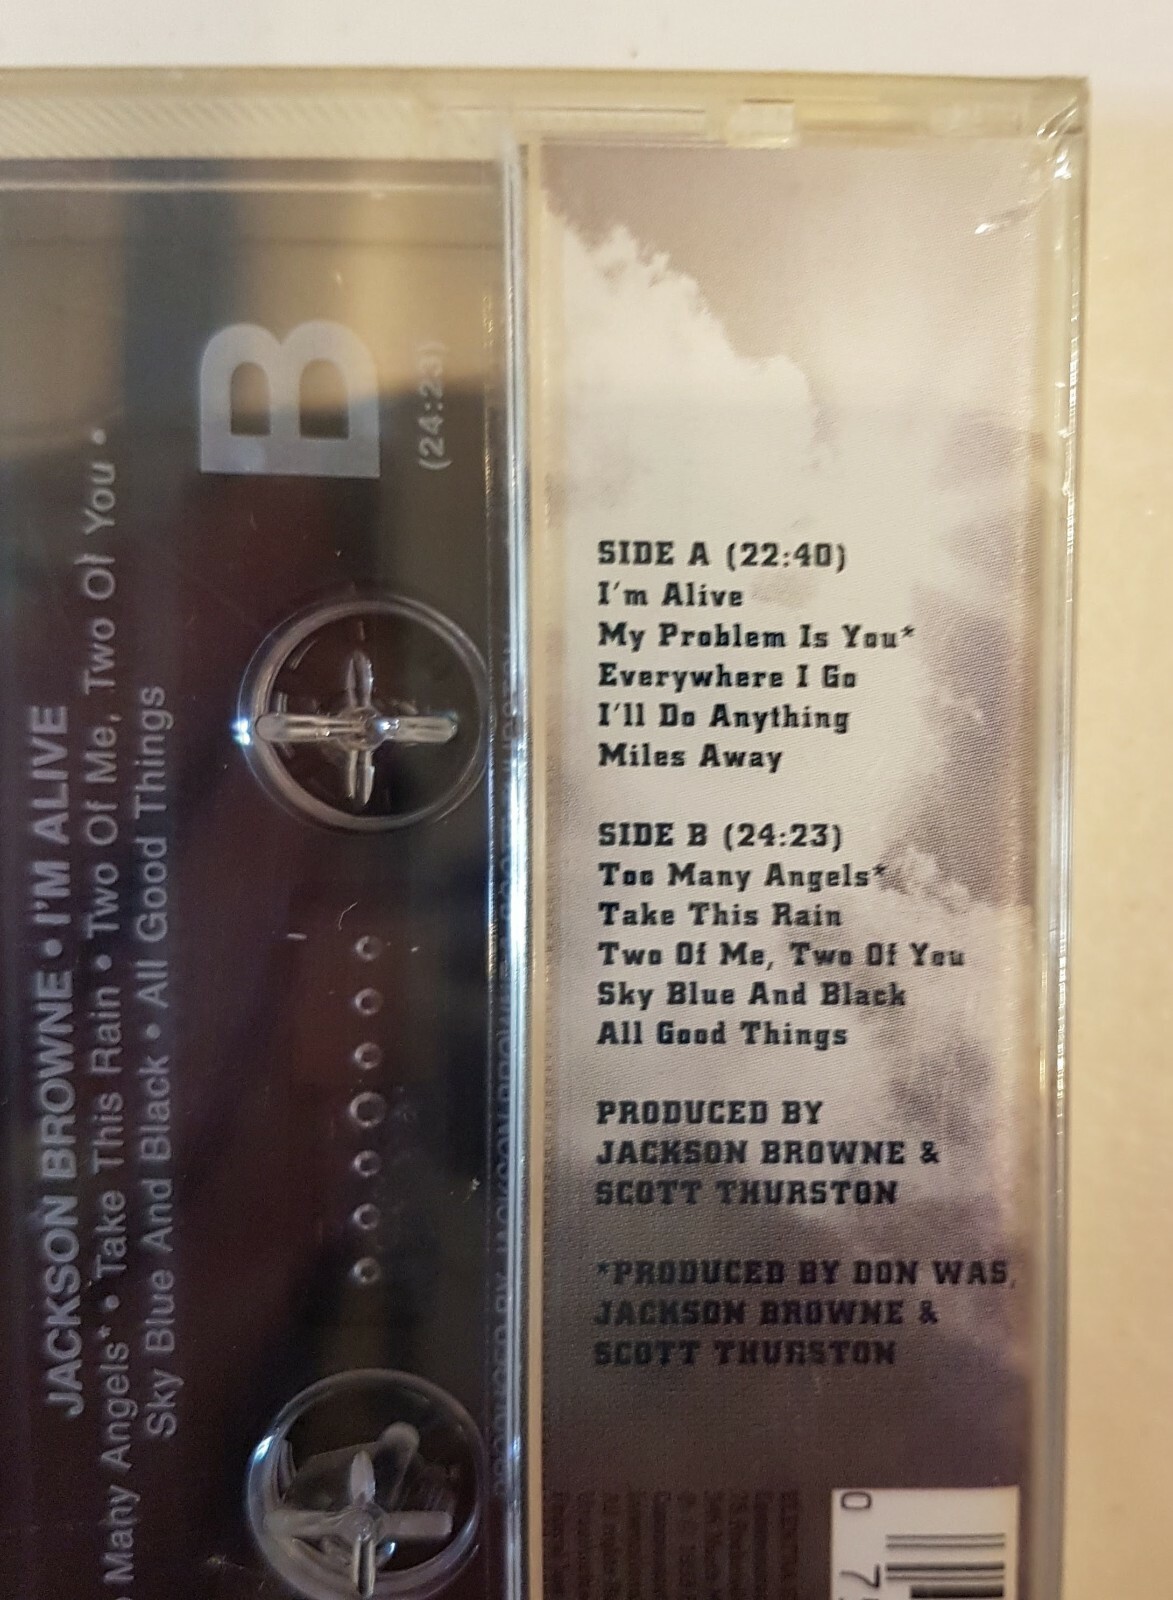 B
(24:23)
JACKSON BROWNE • I'M ALIVE
Many Angels* • Take This Rain • Two Of Me, Two Of You •
Sky Blue And Black • All Good Things
SIDE A (22:40)
I'm Alive
My Problem Is You*
Everywhere I Go
I'll Do Anything
Miles Away
SIDE B (24:23)
Too Many Angels*
Take This Rain
Two Of Me, Two Of You
Sky Blue And Black
All Good Things
PRODUCED BY
JACKSON BROWNE &
SCOTT THURSTON
*PRODUCED BY DON WAS,
JACKSON BROWNE &
SCOTT THURSTON
0 7